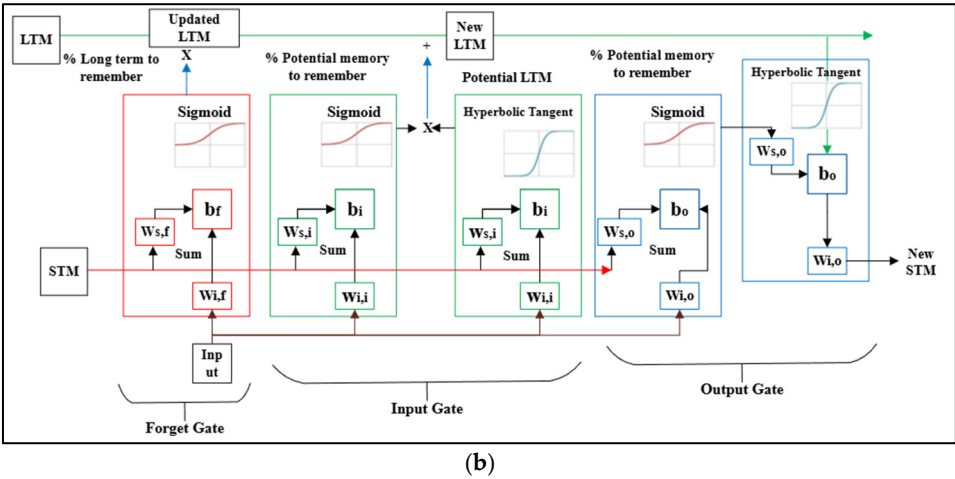 LTM
Updated
LTM
New
LTM
% Long term to
remember
X
% Potential memory
to remember
+
Potential LTM
% Potential memory
to remember
Hyperbolic Tangent
Sigmoid
Sigmoid
X
Hyperbolic Tangent
Sigmoid
Ws,o
bf
bi
bi
bo
bo
Ws,f
Ws,i
Ws,i
Ws,o
Sum
Sum
Sum
Sum
STM
Wi,o
New
STM
Wi,f
Wi,i
Wi,i
Wi,o
Inp
ut
Forget Gate
Input Gate
Output Gate
(b)